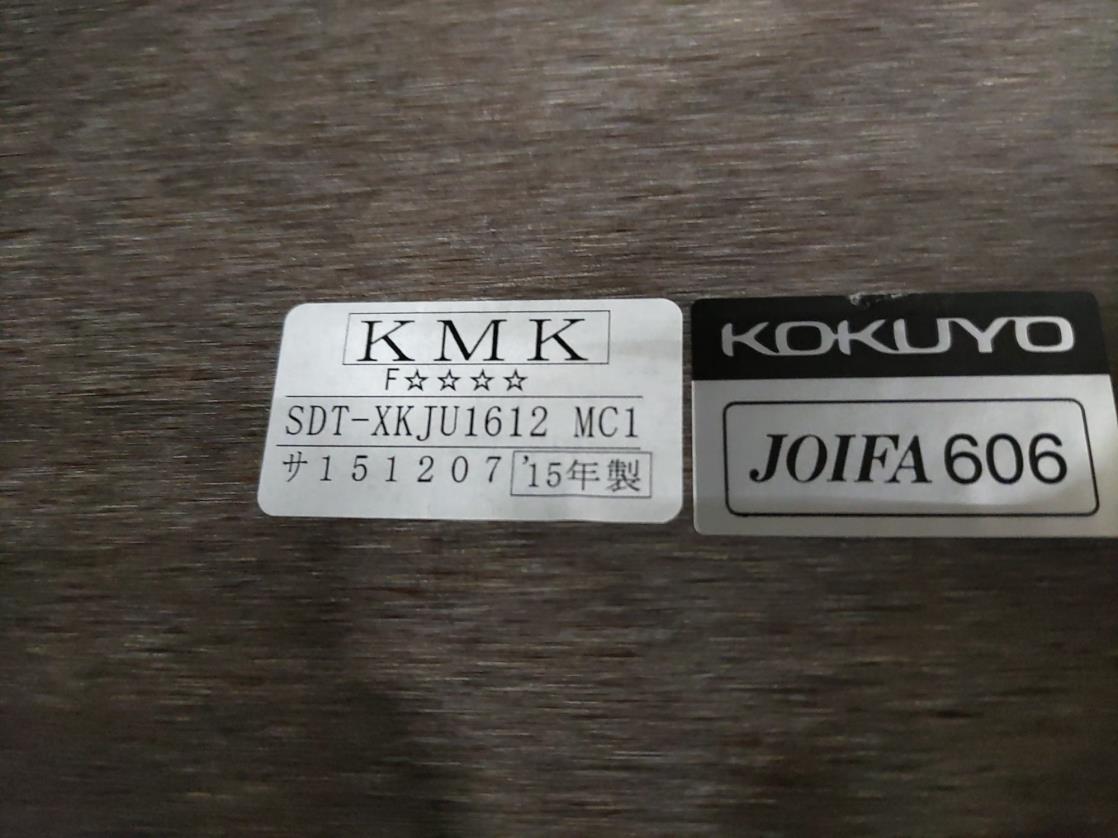 KMK
F☆☆☆☆
SDT-XKJU1612 MC1
サ151207 '15年製
KOKUYO
JOIFA 606